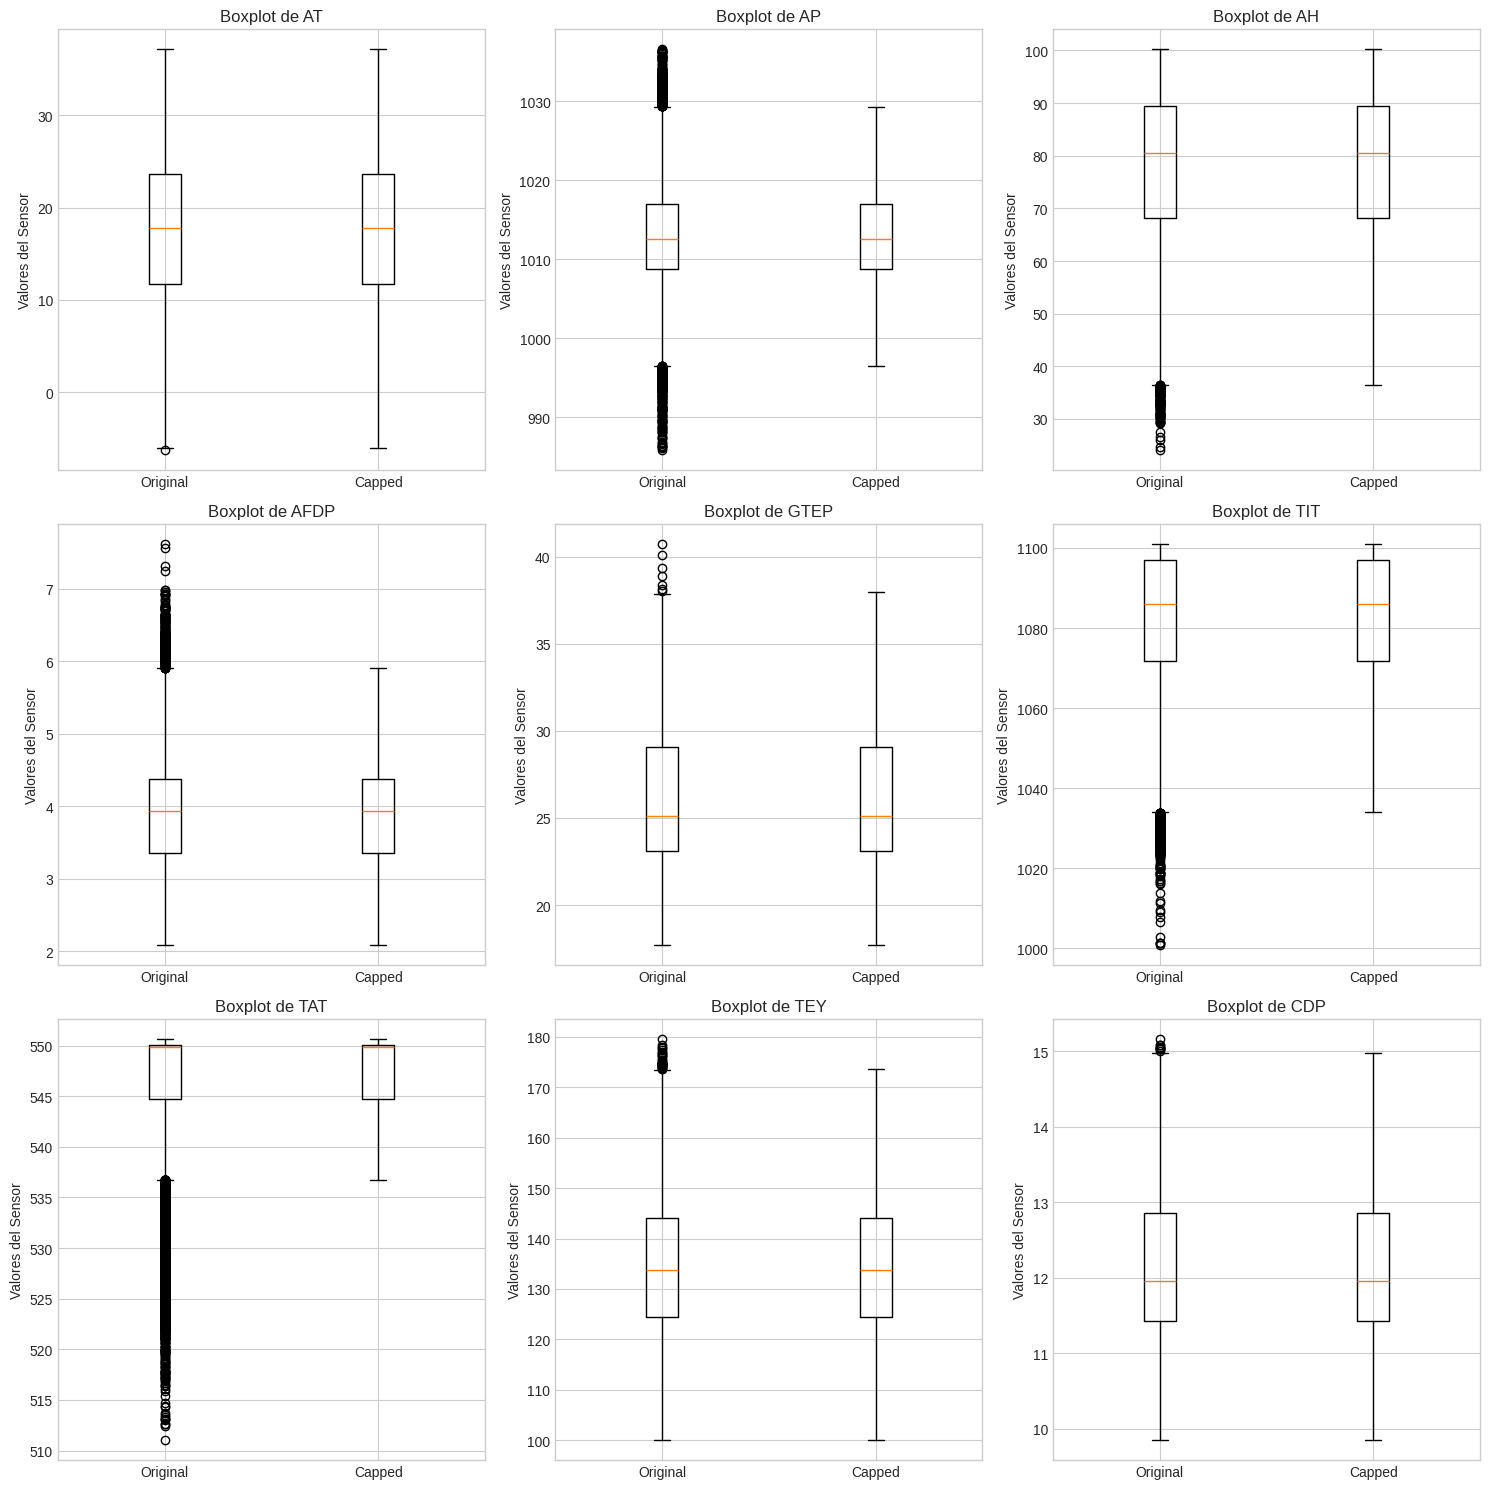 Boxplot de AT
Valores del Sensor
30
20
10
0
Original
Capped
Boxplot de AP
Valores del Sensor
1030
1020
1010
1000
990
Original
Capped
Boxplot de AH
Valores del Sensor
100
90
80
70
60
50
40
30
Original
Capped
Boxplot de AFDP
Valores del Sensor
7
6
5
4
3
2
Original
Capped
Boxplot de GTEP
Valores del Sensor
40
35
30
25
20
Original
Capped
Boxplot de TIT
Valores del Sensor
1100
1080
1060
1040
1020
1000
Original
Capped
Boxplot de TAT
Valores del Sensor
550
545
540
535
530
525
520
515
510
Original
Capped
Boxplot de TEY
Valores del Sensor
180
170
160
150
140
130
120
110
100
Original
Capped
Boxplot de CDP
Valores del Sensor
15
14
13
12
11
10
Original
Capped